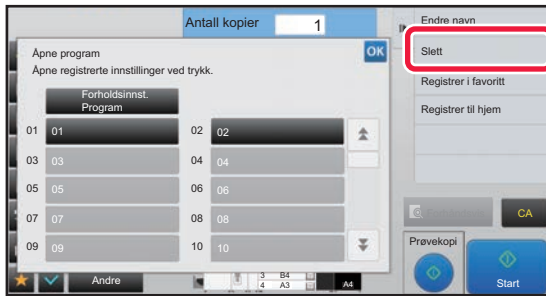 Antall kopier 1
Endre navn
Åpne program OK
Slett
Åpne registrerte innstillinger ved trykk.
Registrer i favoritt
Forholdsinnst.
Program
Registrer til hjem
01 01 02 02
03 03 04 04
05 05 06 06
07 07 08 08
CA
09 09 10 10
Prøvekopi
Andre
3 B4
4 A3
A4
Start